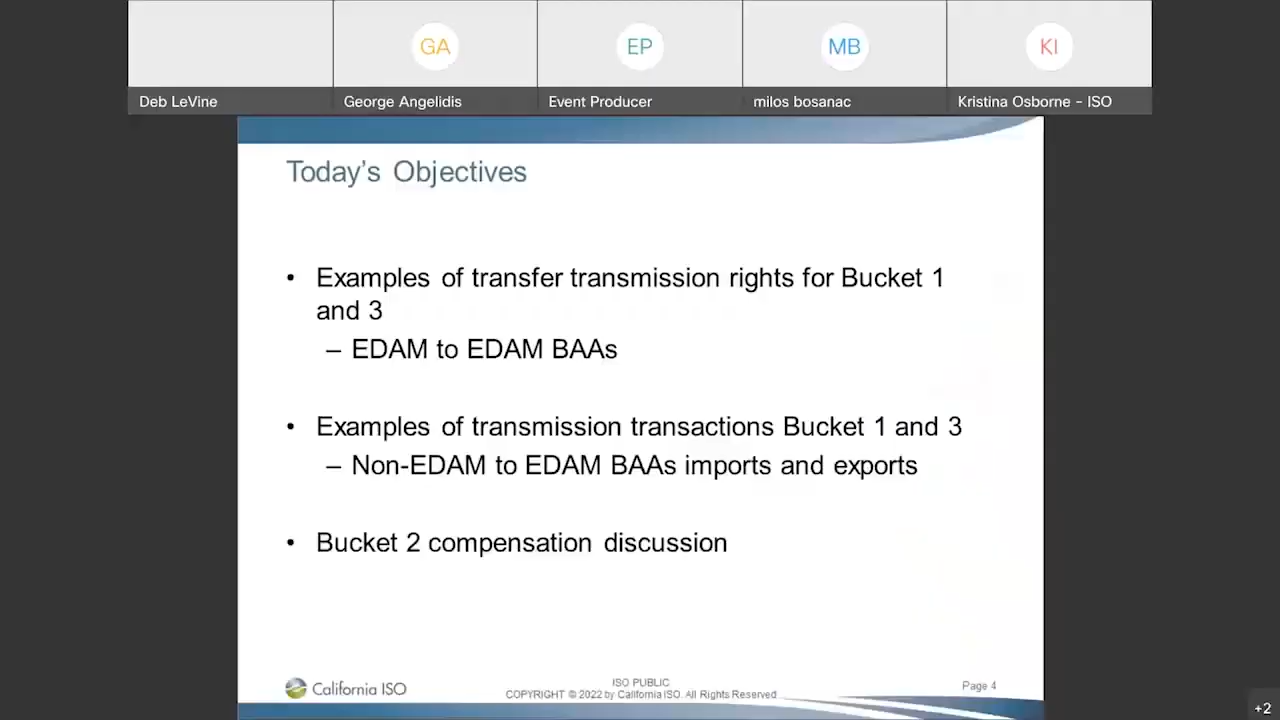 GA
EP
MB
KI
Deb LeVine
George Angelidis
Event Producer
milos bosanac
Kristina Osborne - ISO
Today's Objectives
• Examples of transfer transmission rights for Bucket 1
and 3
– EDAM to EDAM BAAs
• Examples of transmission transactions Bucket 1 and 3
– Non-EDAM to EDAM BAAs imports and exports
• Bucket 2 compensation discussion
California ISO
ISO PUBLIC
COPYRIGHT © 2022 by California ISO. All Rights Reserved
Page 4
+2